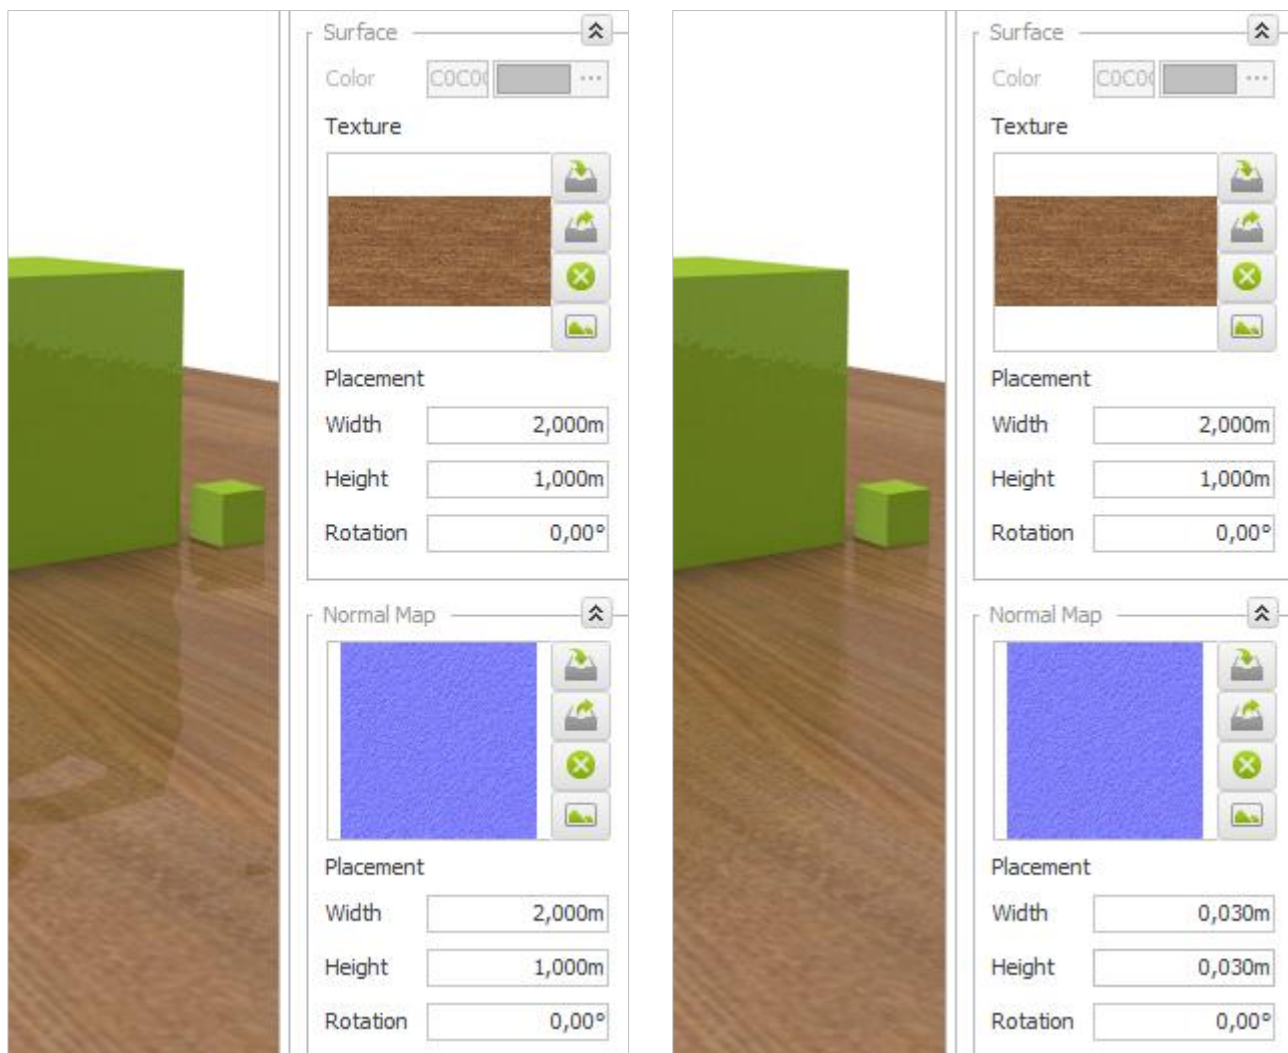 Surface
Color C0C0
Texture
Placement
Width 2,000m
Height 1,000m
Rotation 0,00°
Normal Map
Placement
Width 2,000m
Height 1,000m
Rotation 0,00°
Surface
Color C0C0
Texture
Placement
Width 2,000m
Height 1,000m
Rotation 0,00°
Normal Map
Placement
Width 0,030m
Height 0,030m
Rotation 0,00°